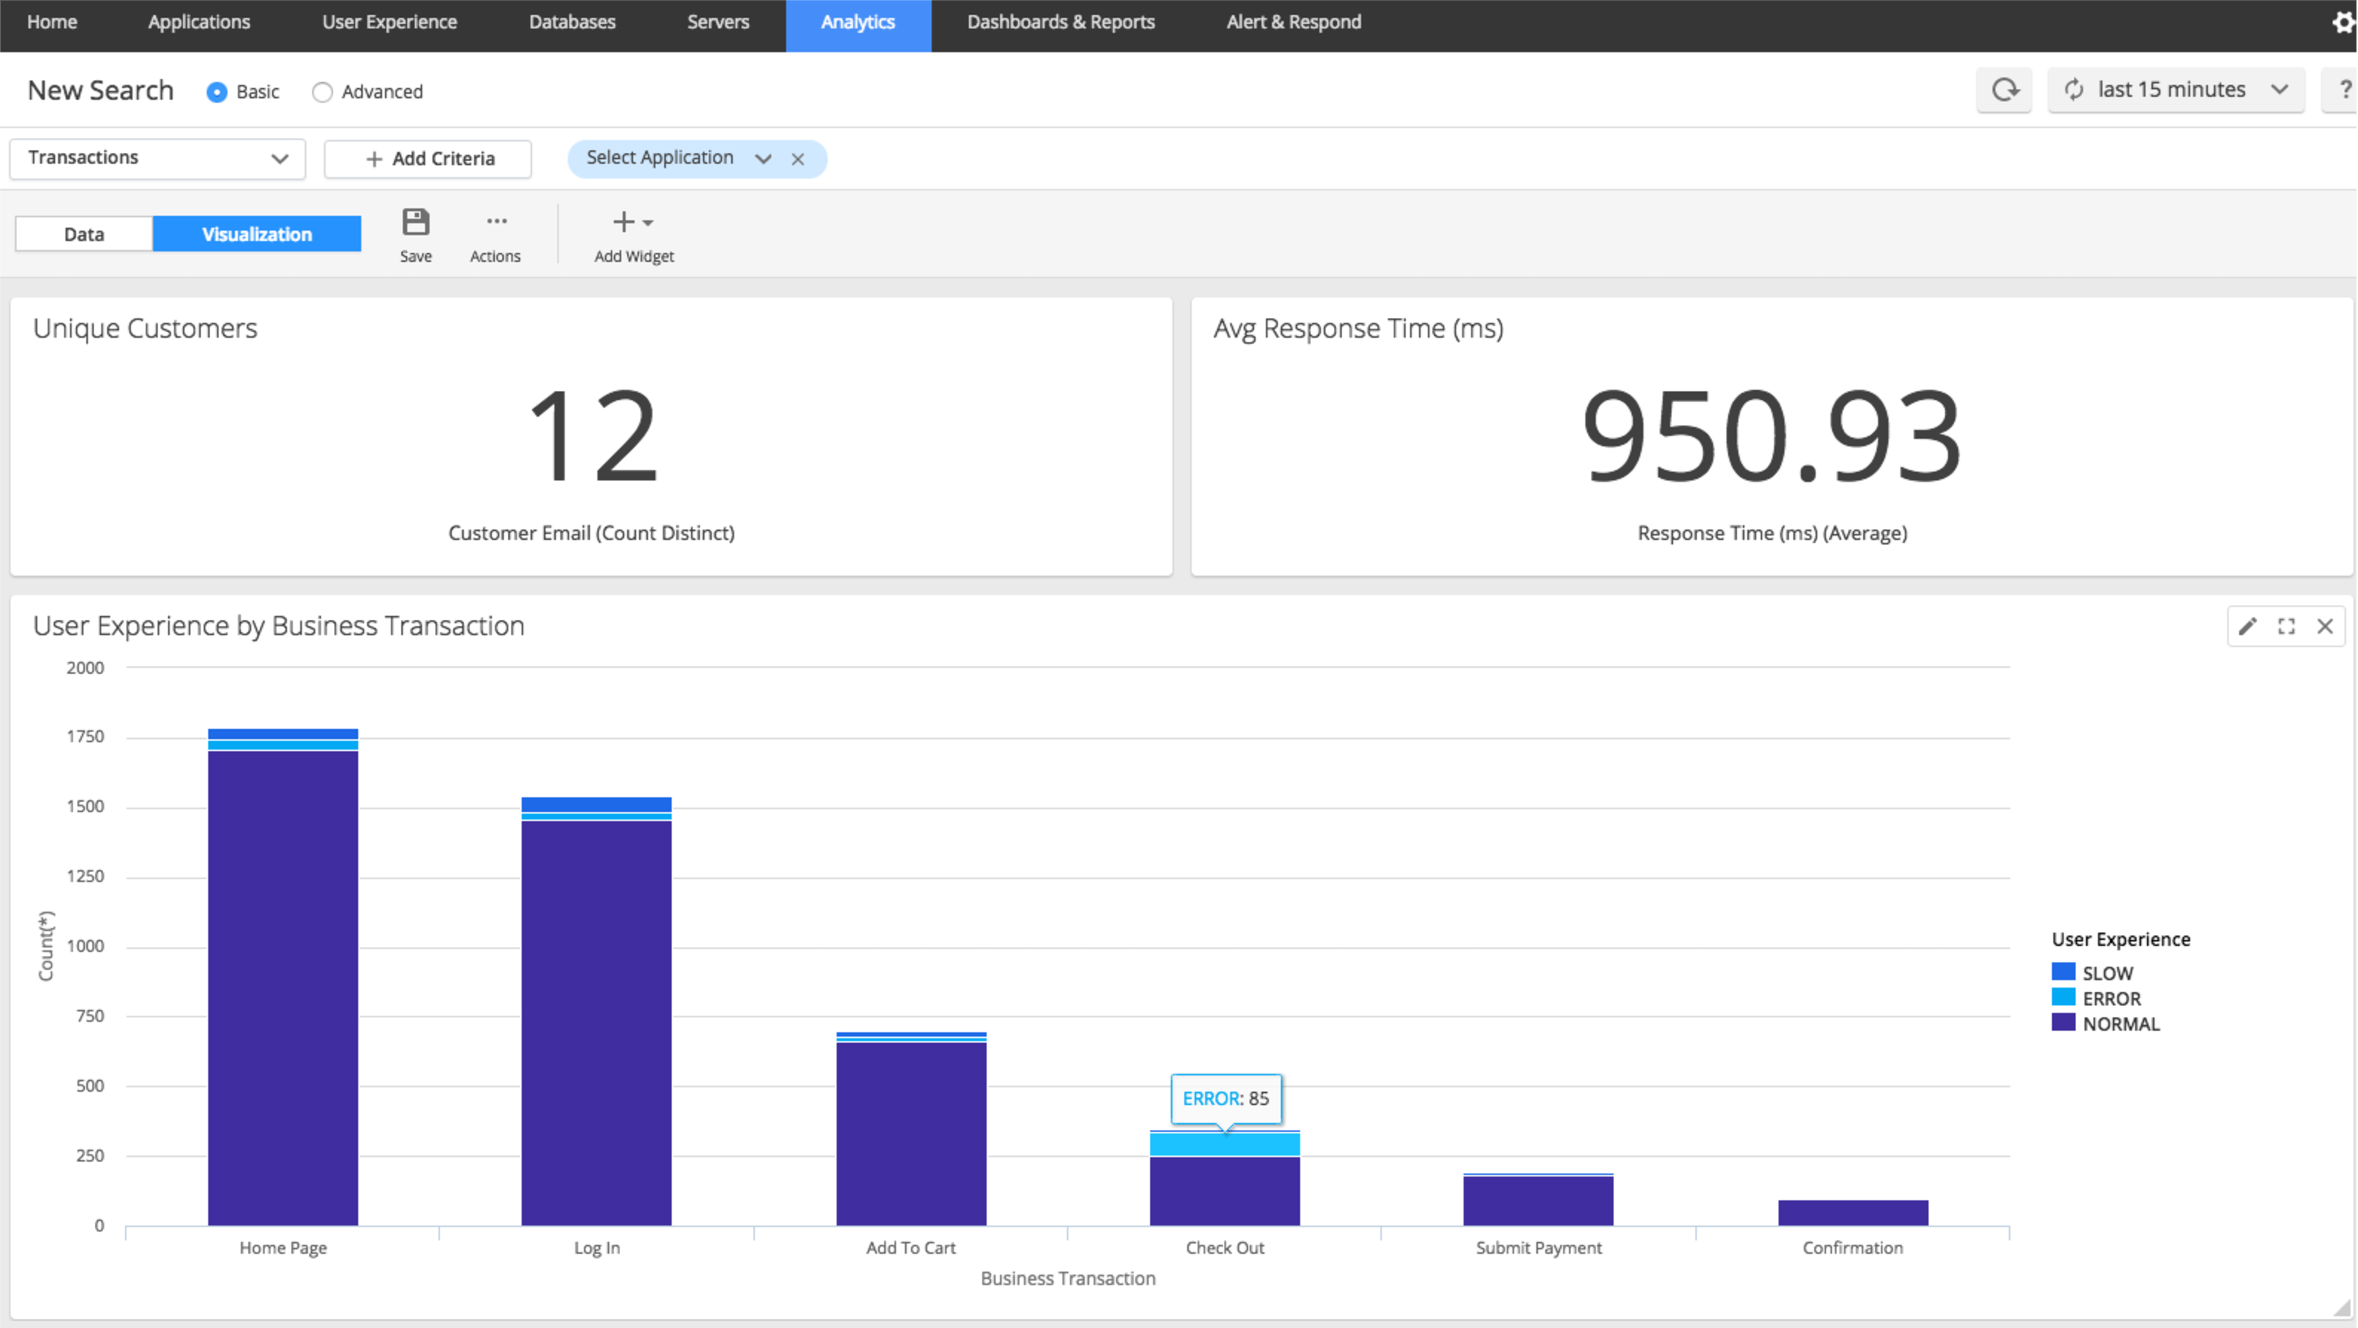 Home Applications User Experience Databases Servers Analytics Dashboards & Reports Alert & Respond
New Search Basic Advanced last 15 minutes ?
Transactions + Add Criteria Select Application
Data Visualization Save Actions Add Widget
Unique Customers
12
Customer Email (Count Distinct)
Avg Response Time (ms)
950.93
Response Time (ms) (Average)
User Experience by Business Transaction
2000
1750
1500
1250
1000
750
500
250
0
Count(*)
ERROR: 85
Home Page Log In Add To Cart Check Out Submit Payment Confirmation
Business Transaction
User Experience
SLOW
ERROR
NORMAL